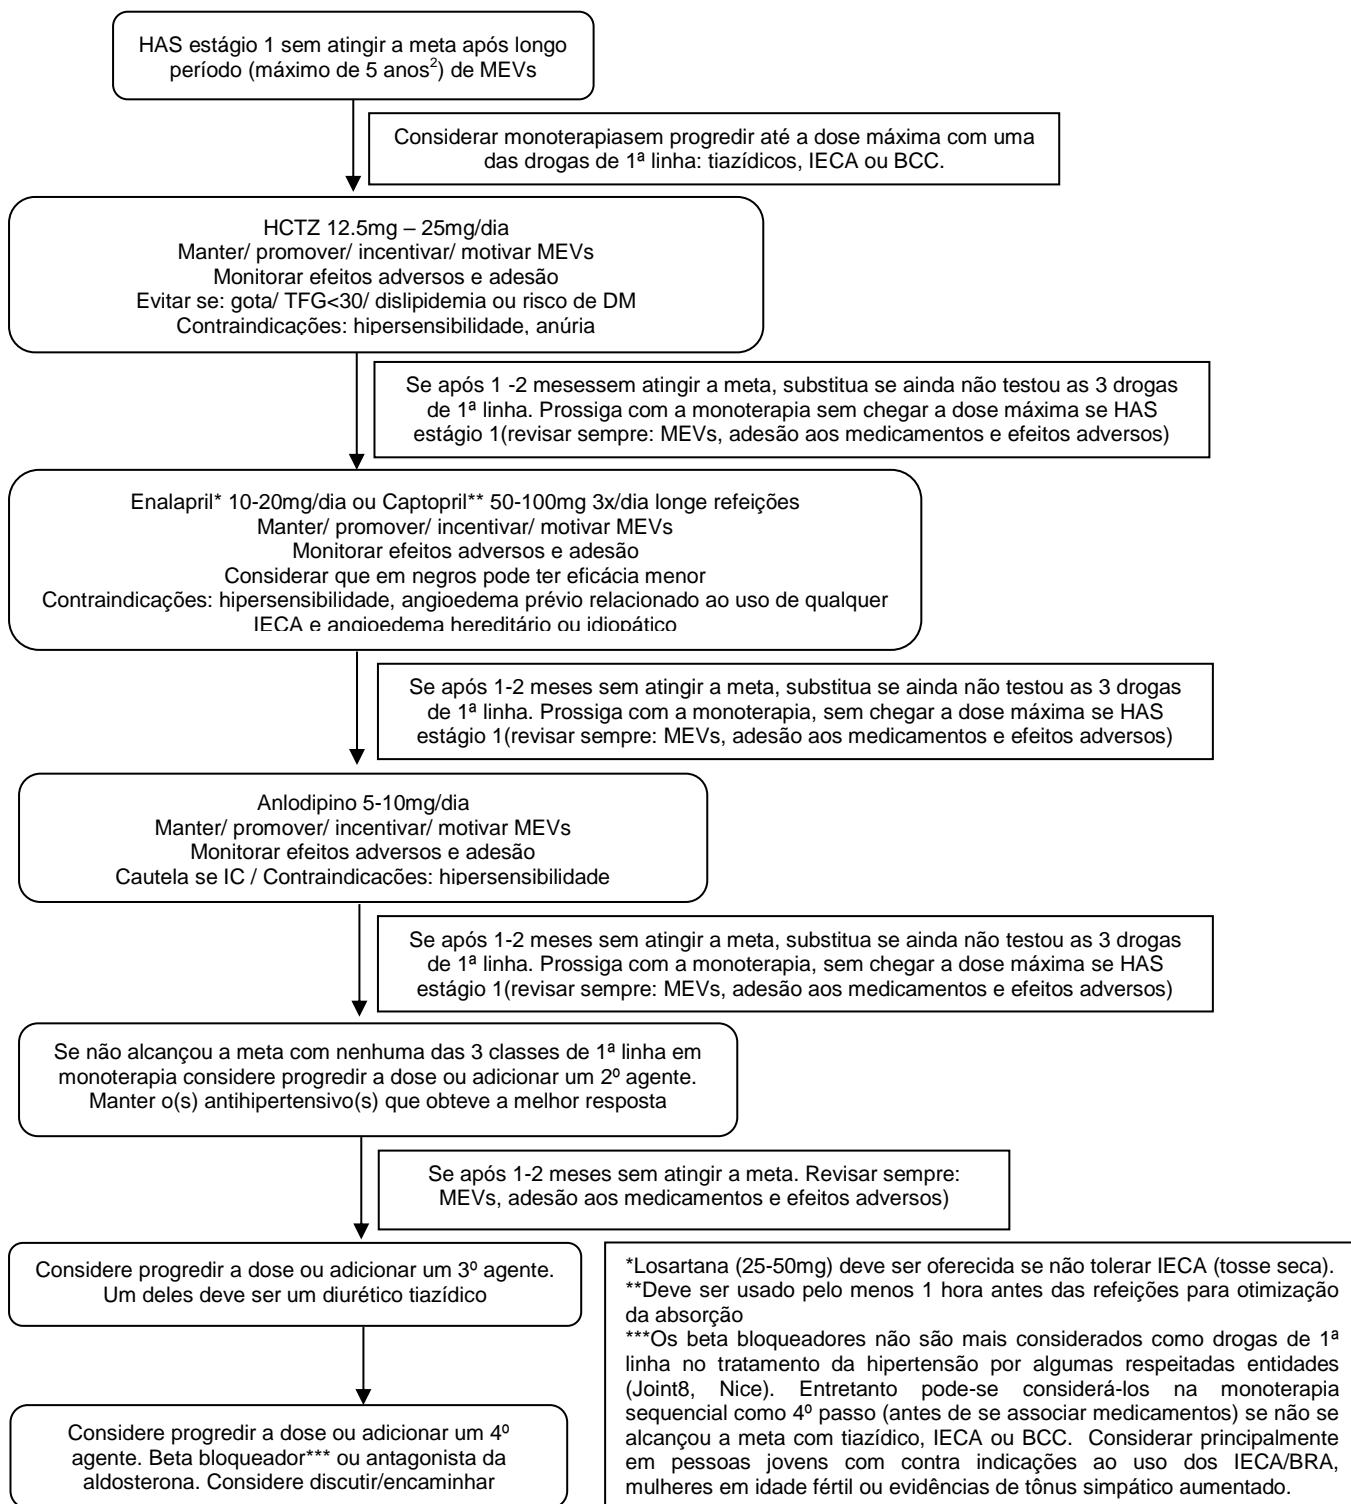 HAS estágio 1 sem atingir a meta após longo
período (máximo de 5 anos²) de MEVs
Considerar monoterapiasem progredir até a dose máxima com uma
das drogas de 1ª linha: tiazídicos, IECA ou BCC.
HCTZ 12.5mg – 25mg/dia
Manter/ promover/ incentivar/ motivar MEVs
Monitorar efeitos adversos e adesão
Evitar se: gota/ TFG<30/ dislipidemia ou risco de DM
Contraindicações: hipersensibilidade, anúria
Se após 1 -2 mesessem atingir a meta, substitua se ainda não testou as 3 drogas
de 1ª linha. Prossiga com a monoterapia sem chegar a dose máxima se HAS
estágio 1(revisar sempre: MEVs, adesão aos medicamentos e efeitos adversos)
Enalapril* 10-20mg/dia ou Captopril** 50-100mg 3x/dia longe refeições
Manter/ promover/ incentivar/ motivar MEVs
Monitorar efeitos adversos e adesão
Considerar que em negros pode ter eficácia menor
Contraindicações: hipersensibilidade, angioedema prévio relacionado ao uso de qualquer
IECA e angioedema hereditário ou idiopático
Se após 1-2 meses sem atingir a meta, substitua se ainda não testou as 3 drogas
de 1ª linha. Prossiga com a monoterapia, sem chegar a dose máxima se HAS
estágio 1(revisar sempre: MEVs, adesão aos medicamentos e efeitos adversos)
Anlodipino 5-10mg/dia
Manter/ promover/ incentivar/ motivar MEVs
Monitorar efeitos adversos e adesão
Cautela se IC / Contraindicações: hipersensibilidade
Se após 1-2 meses sem atingir a meta, substitua se ainda não testou as 3 drogas
de 1ª linha. Prossiga com a monoterapia, sem chegar a dose máxima se HAS
estágio 1(revisar sempre: MEVs, adesão aos medicamentos e efeitos adversos)
Se não alcançou a meta com nenhuma das 3 classes de 1ª linha em
monoterapia considere progredir a dose ou adicionar um 2º agente.
Manter o(s) antihipertensivo(s) que obteve a melhor resposta
Se após 1-2 meses sem atingir a meta. Revisar sempre:
MEVs, adesão aos medicamentos e efeitos adversos)
Considere progredir a dose ou adicionar um 3º agente.
Um deles deve ser um diurético tiazídico
Considere progredir a dose ou adicionar um 4º
agente. Beta bloqueador*** ou antagonista da
aldosterona. Considere discutir/encaminhar
*Losartana (25-50mg) deve ser oferecida se não tolerar IECA (tosse seca).
**Deve ser usado pelo menos 1 hora antes das refeições para otimização
da absorção
***Os beta bloqueadores não são mais considerados como drogas de 1ª
linha no tratamento da hipertensão por algumas respeitadas entidades
(Joint8, Nice). Entretanto pode-se considerá-los na monoterapia
sequencial como 4º passo (antes de se associar medicamentos) se não se
alcançou a meta com tiazídico, IECA ou BCC. Considerar principalmente
em pessoas jovens com contra indicações ao uso dos IECA/BRA,
mulheres em idade fértil ou evidências de tônus simpático aumentado.